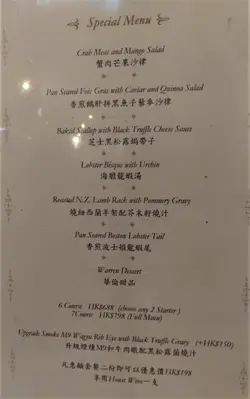 Special Menu
Crab Meat and Mango Salad
蟹肉芒果沙律
Pan Seared Foie Gras with Caviar and Quinoa Salad
香煎鵝肝拼黑魚子藜麥沙律
Baked Scallop with Black Truffle Cheese Sauce
芝士黑松露焗帶子
Lobster Bisque with Urchin
海膽龍蝦湯
Roasted N.Z. Lamb Rack with Pommery Gravy
燒紐西蘭羊架配芥末籽燒汁
Pan Seared Boston Lobster Tail
香煎波士頓龍蝦尾
Warren Dessert
華倫甜品
6 Course HK$688 (choose any 2 Starter)
7Course HK$798 (Full Menu)
Upgrade Smoke M9 Wagyu Rib Eye with Black Truffle Gravy (+HK$150)
升級煙燻M9和牛肉眼配黑松露菌燒汁
凡惠顧套餐二份即可以優惠價HK$198
享用House Wine一支